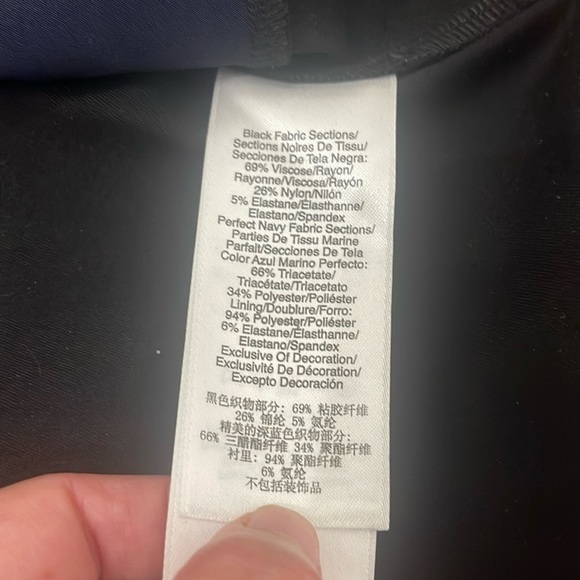 Black Fabric Sections/
Sections Noires De Tissu/
Secciones De Tela Negra:
69% Viscose/Rayon/
Rayonne/Viscosa/Rayón
26% Nylon/Nilón
5% Elastane/Élasthanne/
Elastano/Spandex
Perfect Navy Fabric Sections/
Parties De Tissu Marine
Parfait/Secciones De Tela
Color Azul Marino Perfecto:
66% Triacetate/
Triacétate/Triacetato
34% Polyester/Poliéster
Lining/Doublure/Forro:
94% Polyester/Poliéster
6% Elastane/Élasthanne/
Elastano/Spandex
Exclusive Of Decoration/
Exclusivité De Décoration/
Excepto Decoración
黑色织物部分: 69% 粘胶纤维
26% 锦纶 5% 氨纶
精美的深蓝色织物部分:
66% 三醋酯纤维 34% 聚酯纤维
衬里: 94% 聚酯纤维
6% 氨纶
不包括装饰品